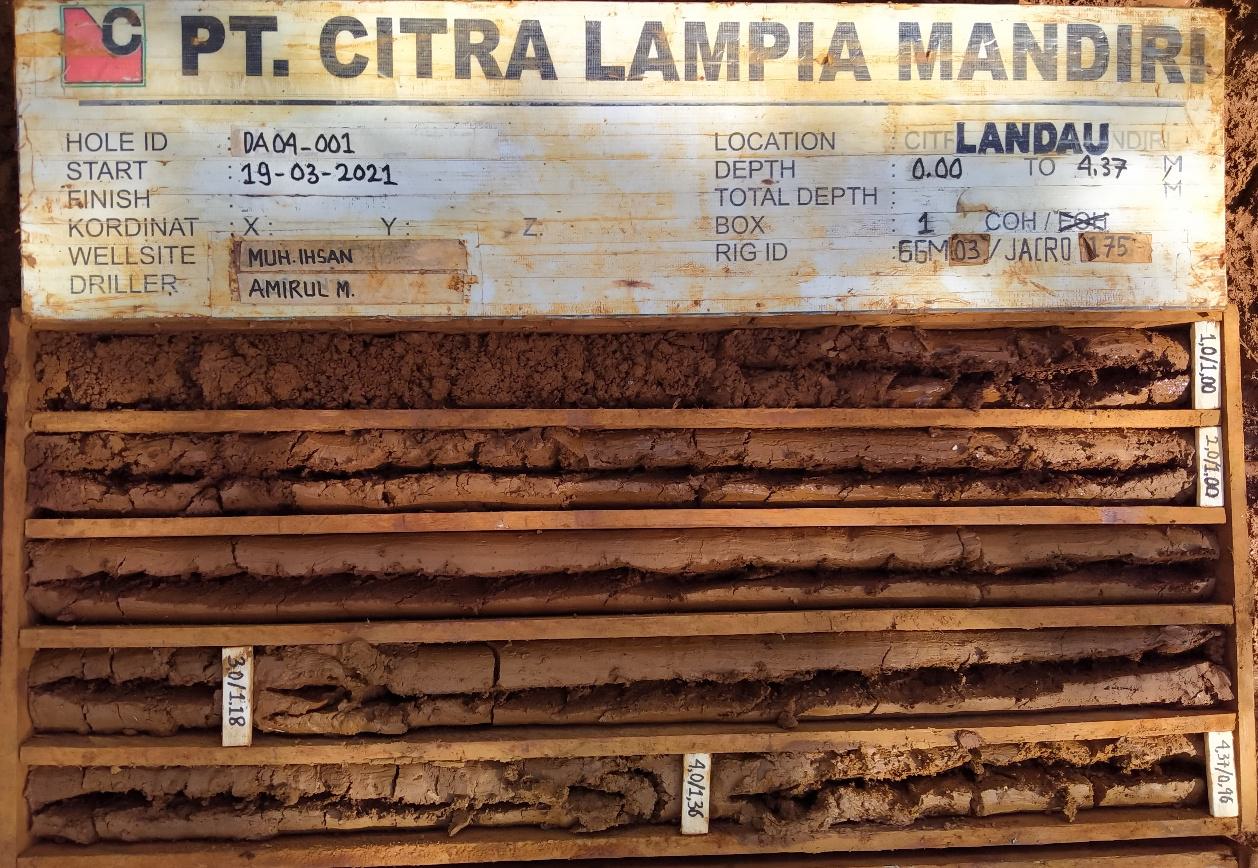 C PT. CITRA LAMPIA MANDIRI
HOLE ID : DA04-001
START : 19-03-2021
FINISH :
KORDINAT : X : Y : Z :
WELLSITE : MUH. IHSAN
DRILLER : AMIRUL M.
LOCATION : LANDAU
DEPTH : 0.00 TO 4.37 M
TOTAL DEPTH : M
BOX : 1 COH / EOH
RIG ID : GGM 03 / JACRO 175
1,0/1,00
2,0/1,00
3,0/1.18
4,0/1,36
4,37/0,96